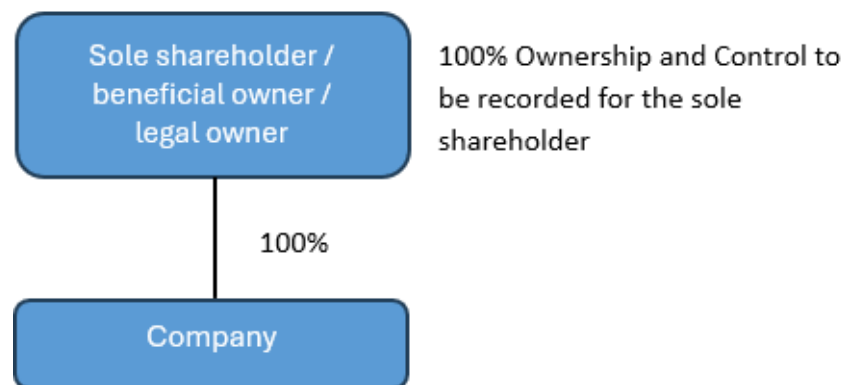 Sole shareholder /
beneficial owner /
legal owner
100% Ownership and Control to
be recorded for the sole
shareholder
100%
Company